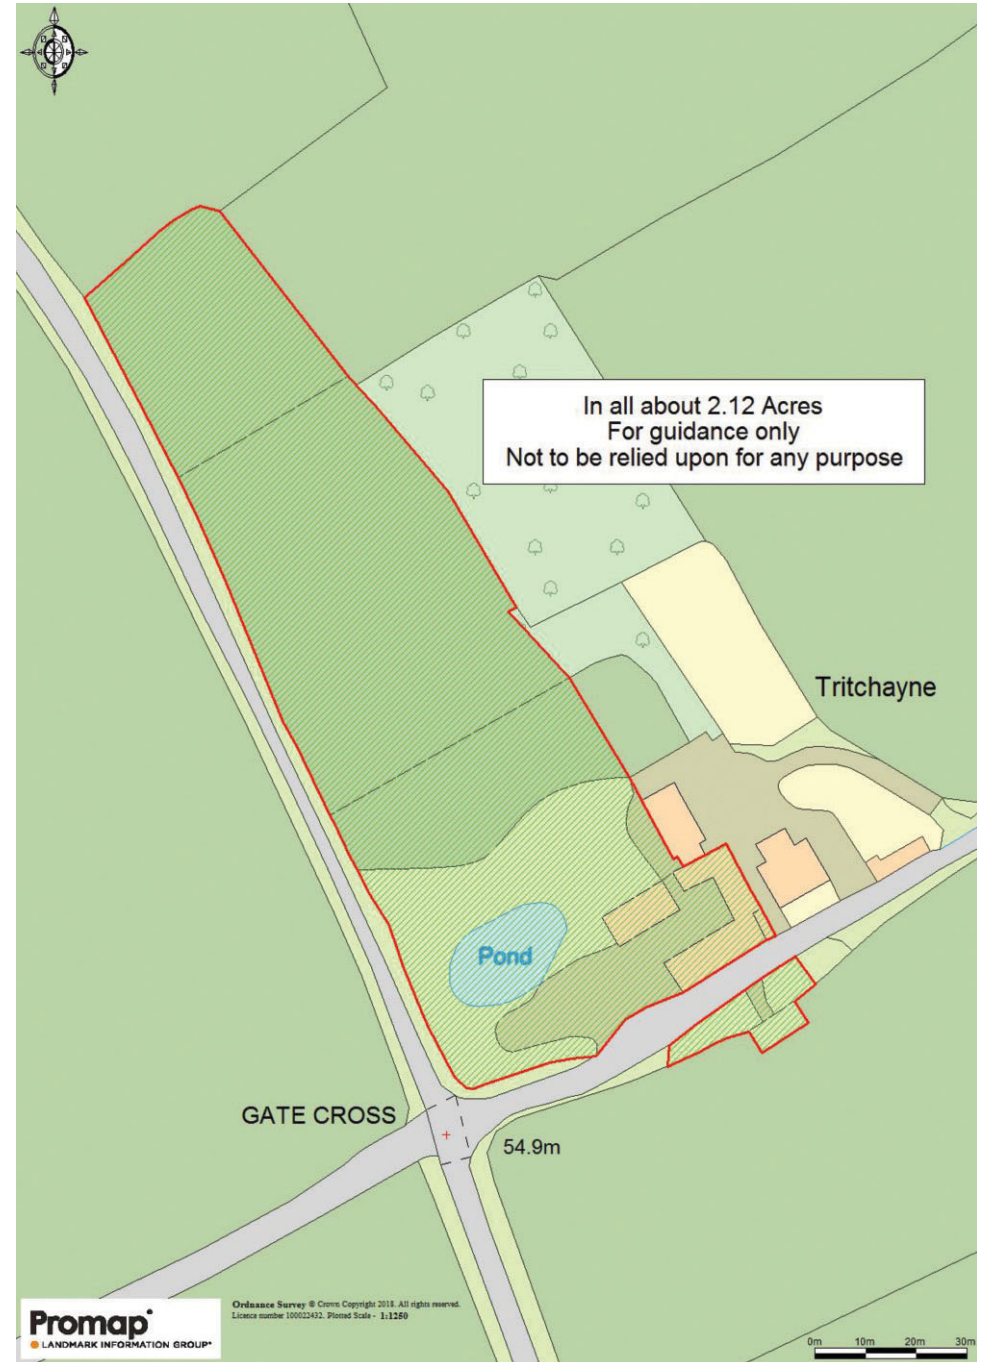 In all about 2.12 Acres
For guidance only
Not to be relied upon for any purpose
Tritchayne
Pond
GATE CROSS
54.9m
Promap
LANDMARK INFORMATION GROUP
Ordnance Survey © Crown Copyright 2018. All rights reserved.
Licence number 100022432. Plotted Scale - 1:1250
0m 10m 20m 30m